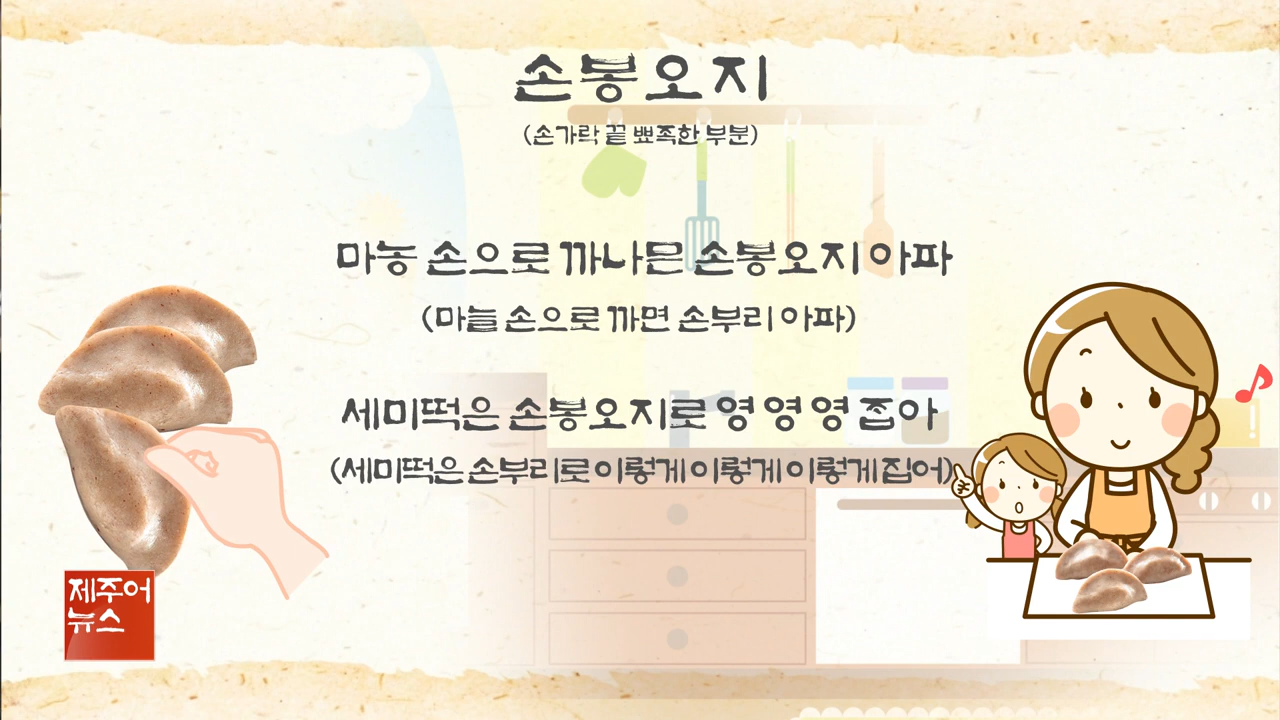 손봉오지
(손가락 끝 뾰족한 부분)
마농 손으로 까나믄 손봉오지 아파
(마늘 손으로 까면 손부리 아파)
세미떡은 손봉오지로 영 영 영 줍아
(세미떡은 손부리로 이렇게 이렇게 이렇게 집어)
제주어
뉴스